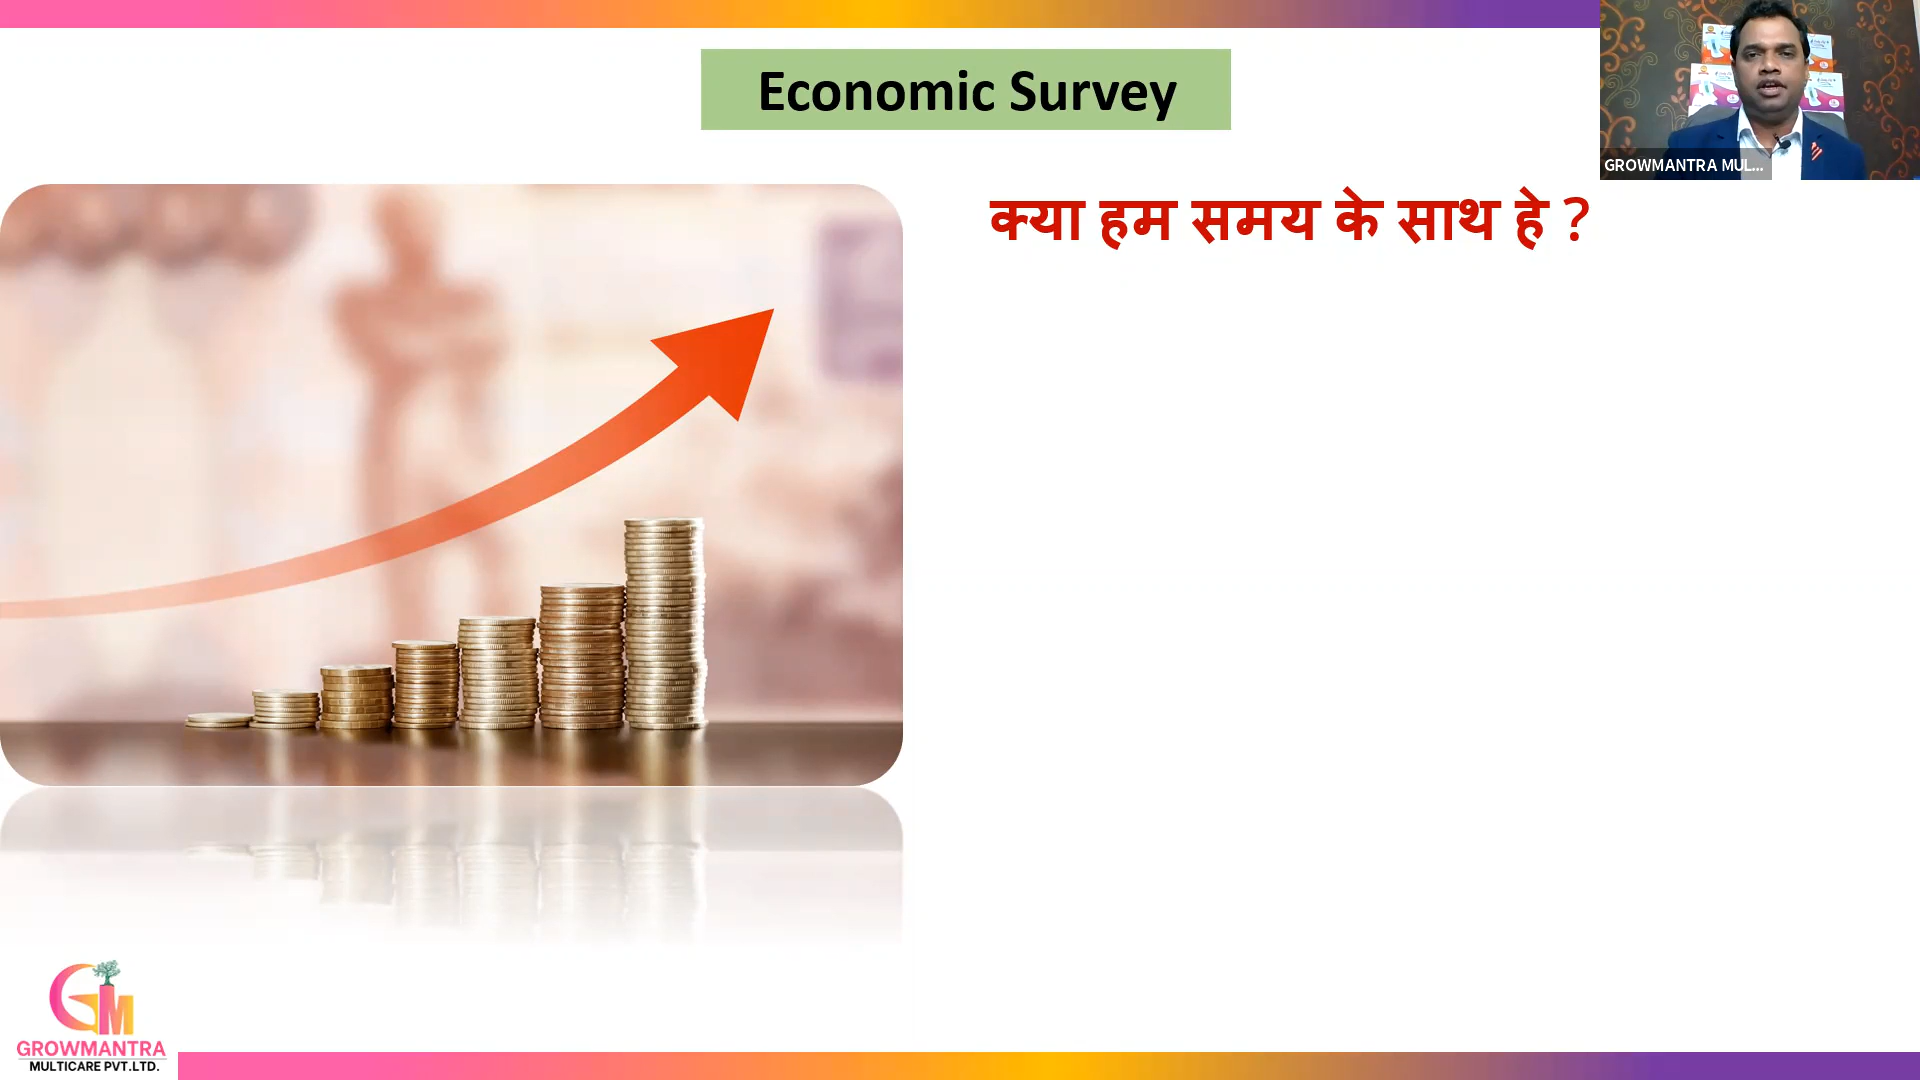 Economic Survey
GROWMANTRA MUL...
क्या हम समय के साथ हे ?
GROWMANTRA
MULTICARE PVT.LTD.